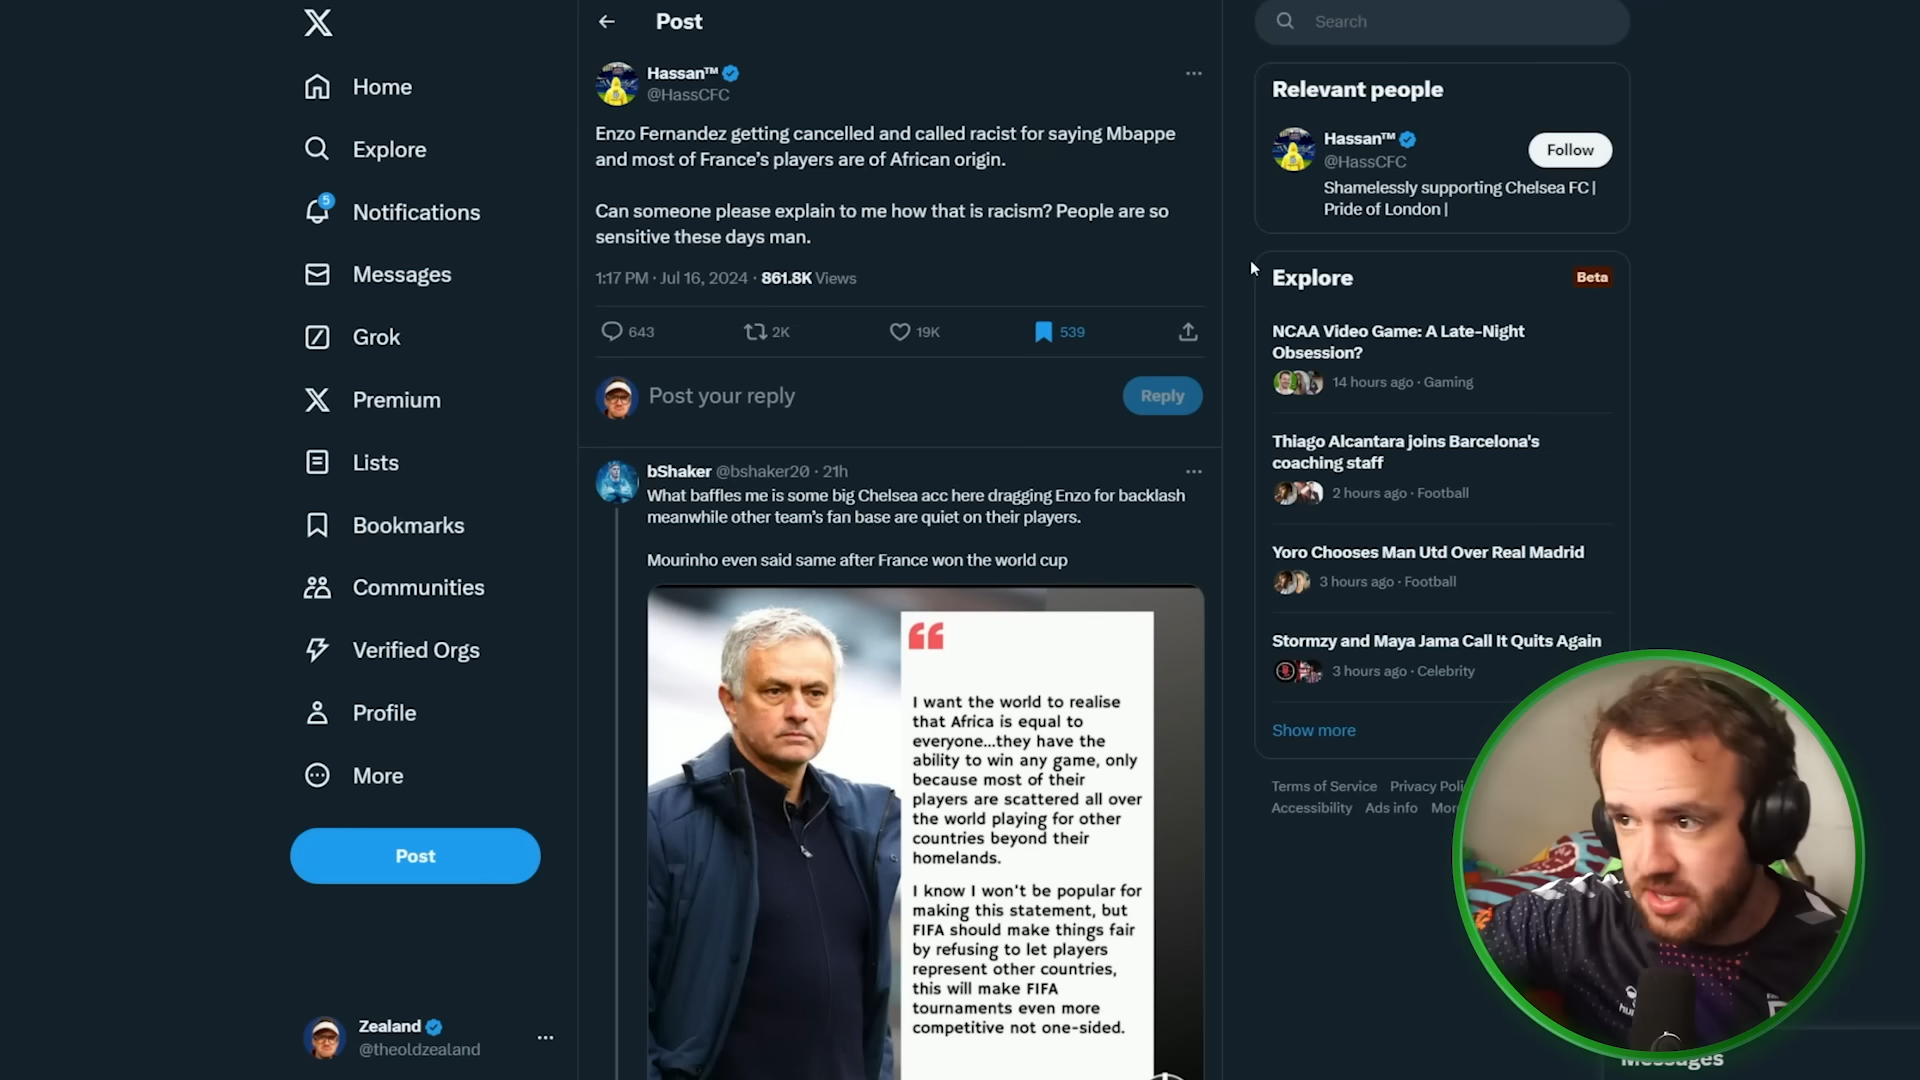 Home
Explore
5
Notifications
Messages
Grok
Premium
Lists
Bookmarks
Communities
Verified Orgs
Profile
More
Post
Zealand
@theoldzealand
Post
Hassan™
@HassCFC
Enzo Fernandez getting cancelled and called racist for saying Mbappe
and most of France's players are of African origin.
Can someone please explain to me how that is racism? People are so
sensitive these days man.
1:17 PM · Jul 16, 2024 · 861.8K Views
643
2K
19K
539
Post your reply
Reply
bShaker @bshaker20 · 21h
What baffles me is some big Chelsea acc here dragging Enzo for backlash
meanwhile other team's fan base are quiet on their players.
Mourinho even said same after France won the world cup
I want the world to realise
that Africa is equal to
everyone...they have the
ability to win any game, only
because most of their
players are scattered all over
the world playing for other
countries beyond their
homelands.
I know I won't be popular for
making this statement, but
FIFA should make things fair
by refusing to let players
represent other countries,
this will make FIFA
tournaments even more
competitive not one-sided.
Search
Relevant people
Hassan™
@HassCFC
Follow
Shamelessly supporting Chelsea FC |
Pride of London |
Explore
Beta
NCAA Video Game: A Late-Night
Obsession?
14 hours ago · Gaming
Thiago Alcantara joins Barcelona's
coaching staff
2 hours ago · Football
Yoro Chooses Man Utd Over Real Madrid
3 hours ago · Football
Stormzy and Maya Jama Call It Quits Again
3 hours ago · Celebrity
Show more
Terms of Service Privacy Poli
Accessibility Ads info Mor
Messages